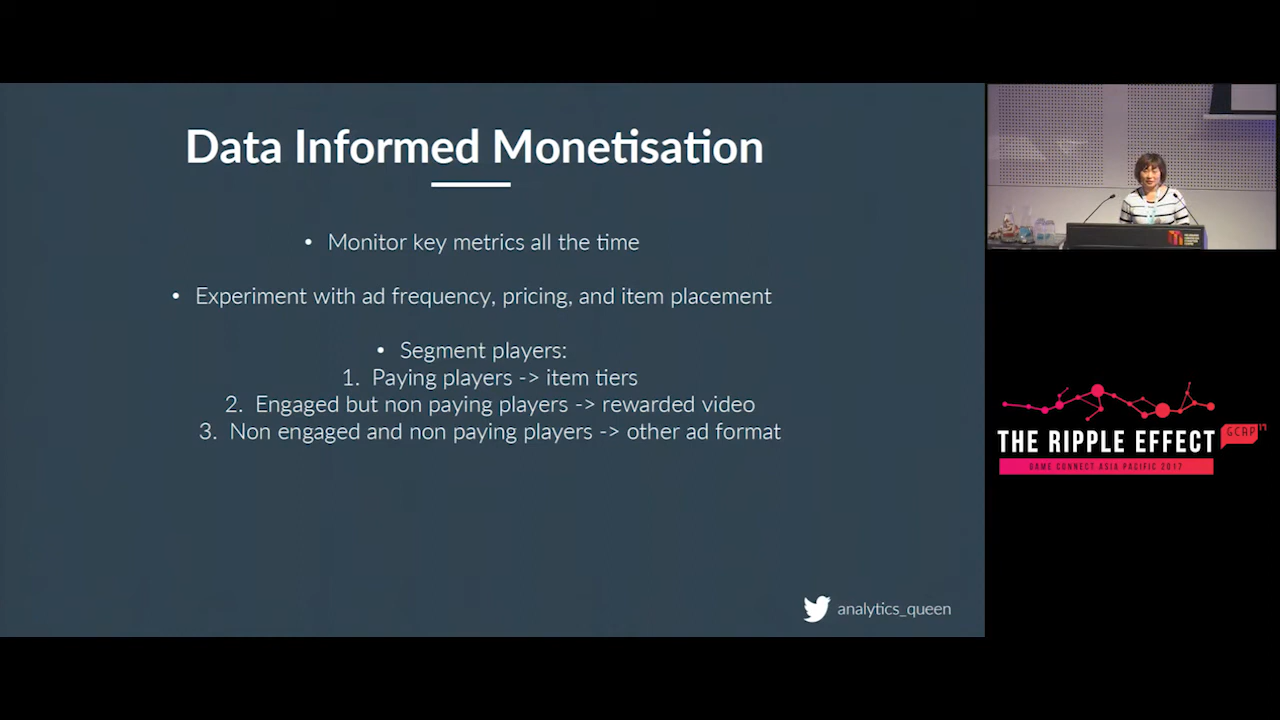 Data Informed Monetisation
• Monitor key metrics all the time
• Experiment with ad frequency, pricing, and item placement
• Segment players:
1. Paying players -> item tiers
2. Engaged but non paying players -> rewarded video
3. Non engaged and non paying players -> other ad format
analytics_queen
THE RIPPLE EFFECT
GCAP17
GAME CONNECT ASIA PACIFIC 2017